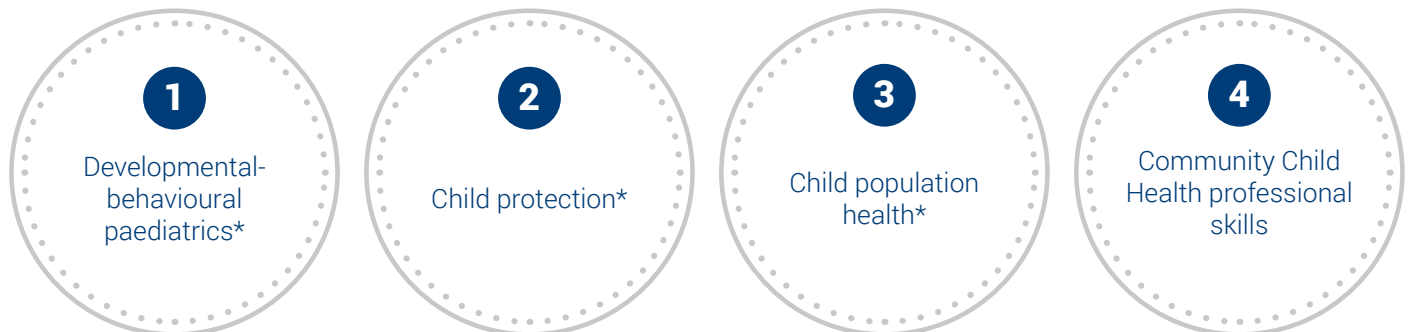 1
Developmental-
behavioural
paediatrics*
2
Child protection*
3
Child population
health*
4
Community Child
Health professional
skills